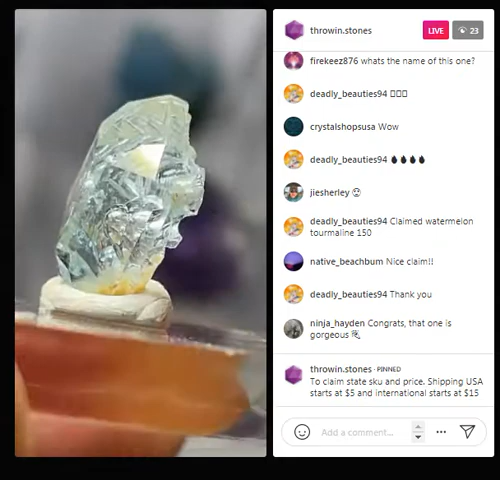 throwin.stones
LIVE
23
firekeez876 whats the name of this one?
deadly_beauties94
crystalshopsusa Wow
deadly_beauties94
jiesherley
deadly_beauties94 Claimed watermelon
tourmaline 150
native_beachbum Nice claim!!
deadly_beauties94 Thank you
ninja_hayden Congrats, that one is
gorgeous
throwin.stones · PINNED
To claim state sku and price. Shipping USA
starts at $5 and international starts at $15
Add a comment...